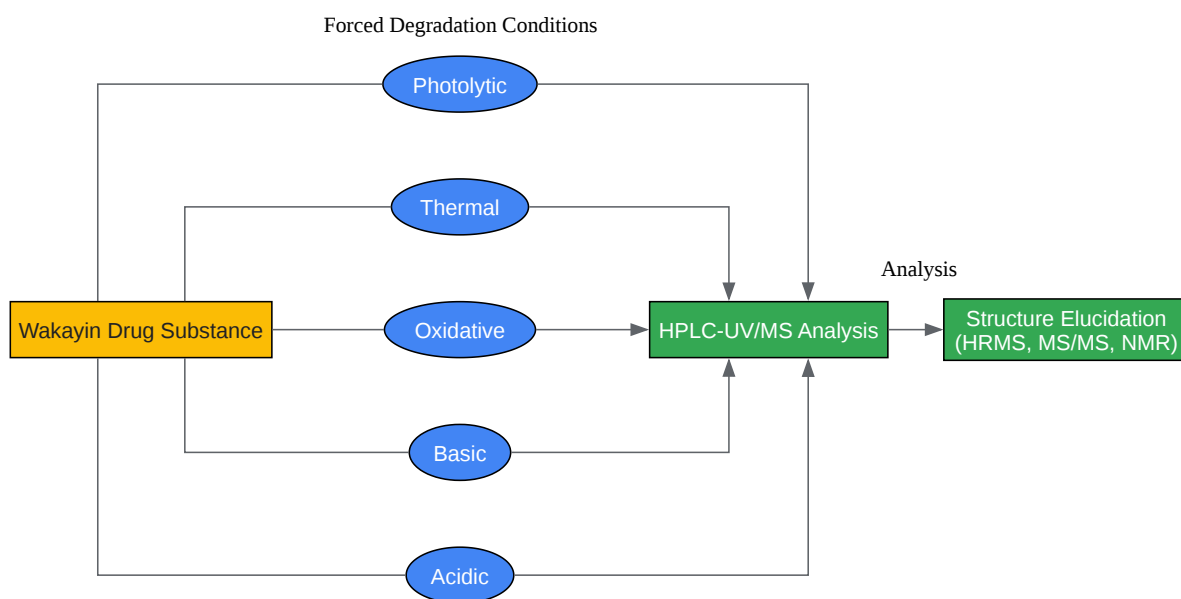 Forced Degradation Conditions
Photolytic
Thermal
Analysis
Wakayin Drug Substance
Oxidative
HPLC-UV/MS Analysis
Structure Elucidation
(HRMS, MS/MS, NMR)
Basic
Acidic